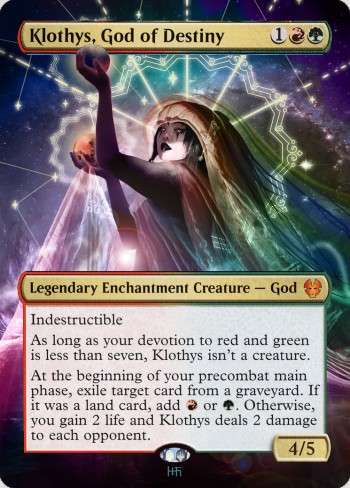 Klothys, God of Destiny 1
Legendary Enchantment Creature — God
Indestructible
As long as your devotion to red and green
is less than seven, Klothys isn't a creature.
At the beginning of your precombat main
phase, exile target card from a graveyard. If
it was a land card, add or . Otherwise,
you gain 2 life and Klothys deals 2 damage
to each opponent.
4/5